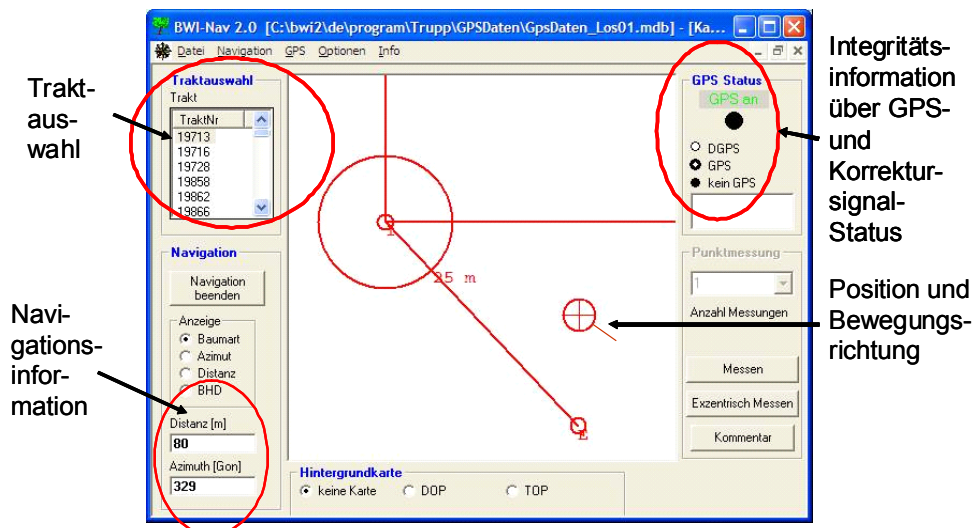 BWI-Nav 2.0 [C:\bwi2\de\program\Trupp\GPSDaten\GpsDaten_Los01.mdb] - [Ka...
Datei Navigation GPS Optionen Info
Trakt-
aus-
wahl
Traktauswahl
Trakt
TraktNr
19713
19716
19728
19858
19862
19866
Navigation
Navigation
beenden
Anzeige
Baumart
Azimut
Distanz
BHD
Distanz [m]
80
Azimuth [Gon]
329
Navi-
gations-
infor-
mation
25 m
E
Hintergrundkarte
keine Karte
DOP
TOP
GPS Status
GPS an
DGPS
GPS
kein GPS
Punktmessung
1
Anzahl Messungen
Messen
Exzentrisch Messen
Kommentar
Integritäts-
information
über GPS-
und
Korrektur-
signal-
Status
Position und
Bewegungs-
richtung